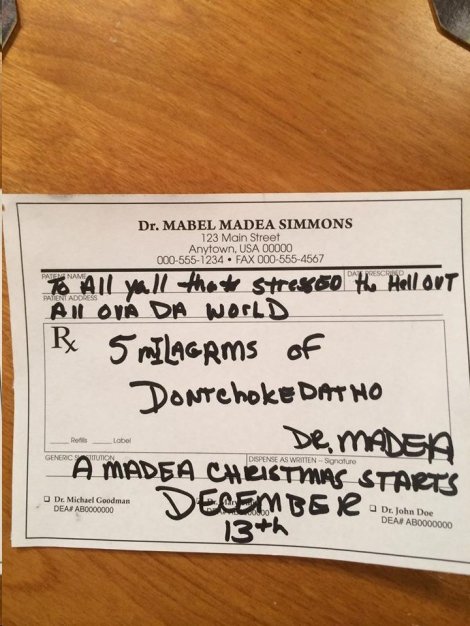 Dr. MABEL MADEA SIMMONS
123 Main Street
Anytown, USA 00000
000-555-1234 • FAX 000-555-4567
PATIENT NAME DATE PRESCRIBED
To All yall that stressED the Hell OUT
PATIENT ADDRESS
All OVA DA WORLD
Rx 5 mILAGRMS of
DONTCHOKEDATHO
Refills Label
DR, MADEA
GENERIC SUBSTITUTION DISPENSE AS WRITTEN – Signature
A MADEA CHRISTMAS STARTS
DECEMBER
13th
Dr. Michael Goodman
DEA# AB0000000
Dr. John Doe
DEA# AB0000000